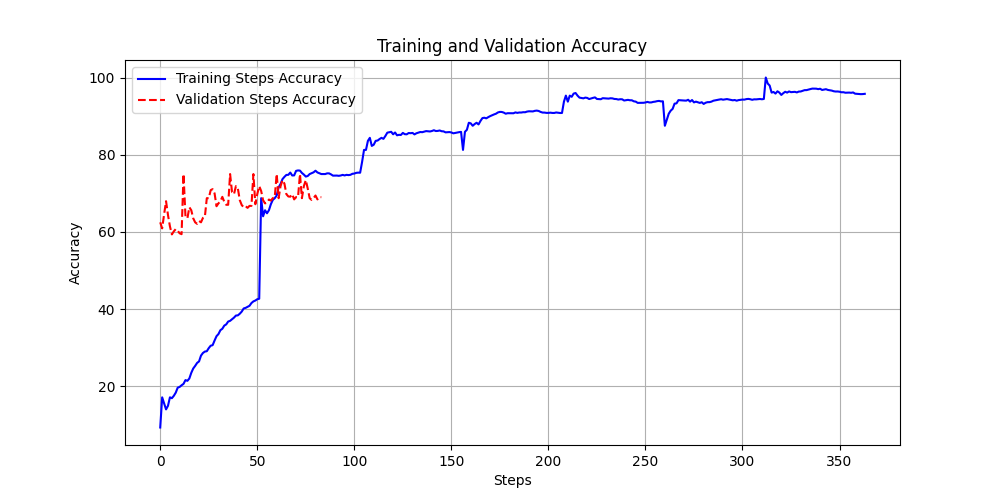 Training and Validation Accuracy
Training Steps Accuracy
Validation Steps Accuracy
100
80
60
40
20
Accuracy
0
50
100
150
200
250
300
350
Steps